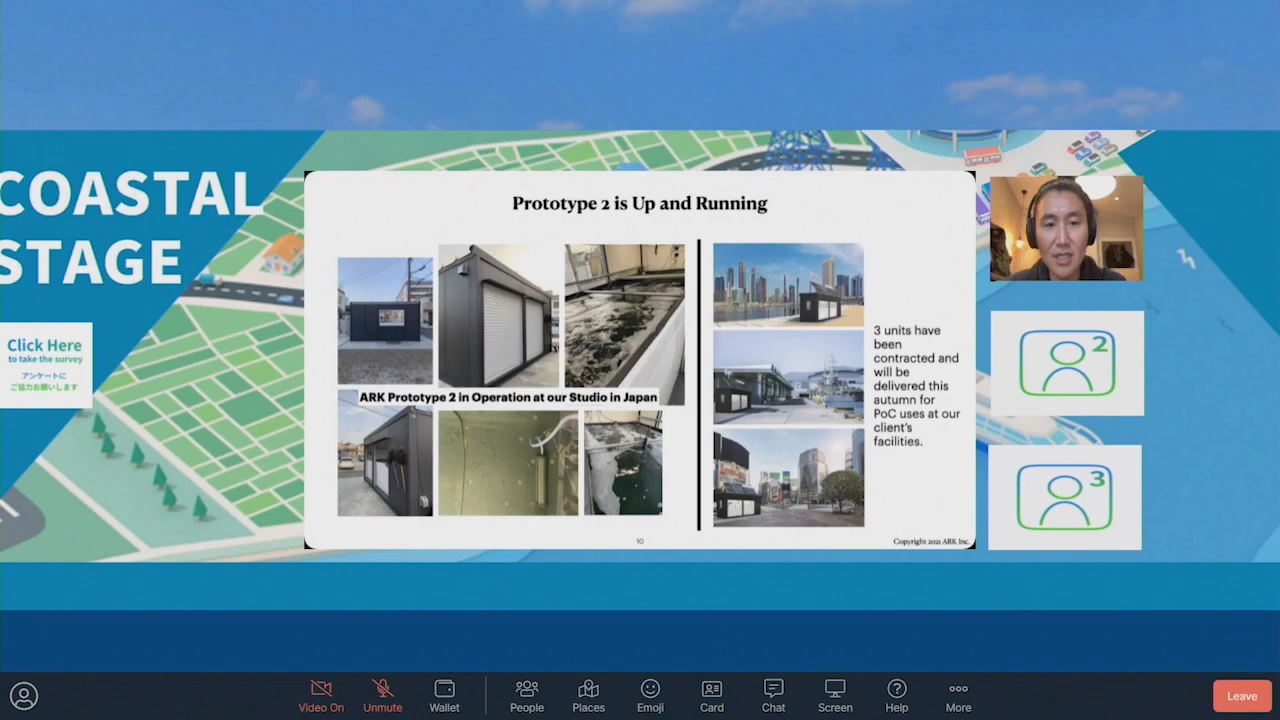 COASTAL
STAGE
Click Here
to take the survey
アンケートに
ご協力お願いします
Prototype 2 is Up and Running
ARK Prototype 2 in Operation at our Studio in Japan
3 units have
been
contracted and
will be
delivered this
autumn for
PoC uses at our
client's
facilities.
10
Copyright 2021 ARK Inc.
2
3
Video On
Unmute
Wallet
People
Places
Emoji
Card
Chat
Screen
Help
More
Leave